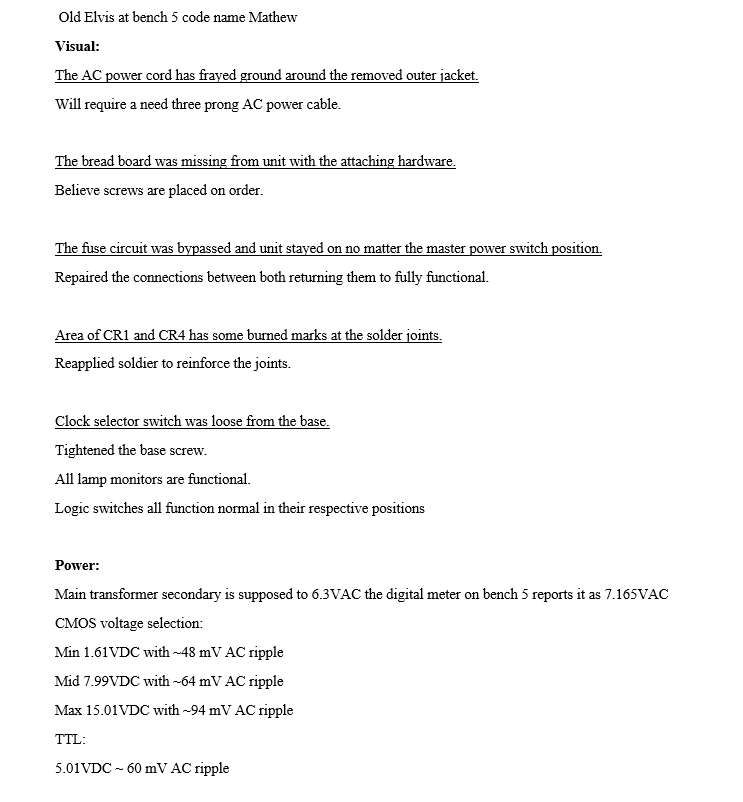 Old Elvis at bench 5 code name Mathew
Visual:
The AC power cord has frayed ground around the removed outer jacket.
Will require a need three prong AC power cable.
The bread board was missing from unit with the attaching hardware.
Believe screws are placed on order.
The fuse circuit was bypassed and unit stayed on no matter the master power switch position.
Repaired the connections between both returning them to fully functional.
Area of CR1 and CR4 has some burned marks at the solder joints.
Reapplied soldier to reinforce the joints.
Clock selector switch was loose from the base.
Tightened the base screw.
All lamp monitors are functional.
Logic switches all function normal in their respective positions
Power:
Main transformer secondary is supposed to 6.3VAC the digital meter on bench 5 reports it as 7.165VAC
CMOS voltage selection:
Min 1.61VDC with ~48 mV AC ripple
Mid 7.99VDC with ~64 mV AC ripple
Max 15.01VDC with ~94 mV AC ripple
TTL:
5.01VDC ~ 60 mV AC ripple